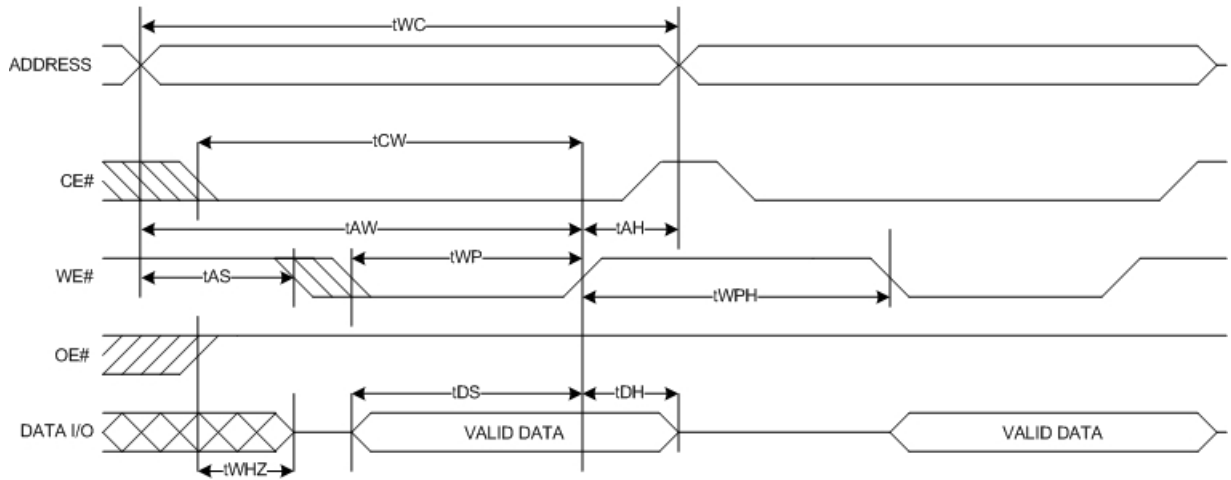 tWC
ADDRESS
tCW
CE#
tAW
tAH
tWP
WE#
tAS
tWPH
OE#
tDS
tDH
DATA I/O
VALID DATA
VALID DATA
tWHZ